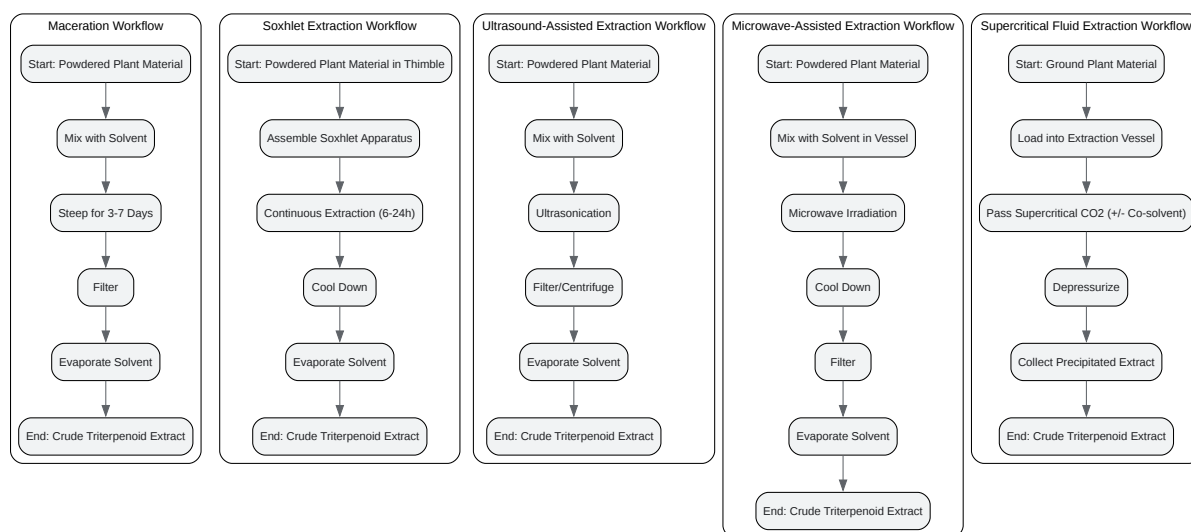 Maceration Workflow
Start: Powdered Plant Material
Mix with Solvent
Steep for 3-7 Days
Filter
Evaporate Solvent
End: Crude Triterpenoid Extract
Soxhlet Extraction Workflow
Start: Powdered Plant Material in Thimble
Assemble Soxhlet Apparatus
Continuous Extraction (6-24h)
Cool Down
Evaporate Solvent
End: Crude Triterpenoid Extract
Ultrasound-Assisted Extraction Workflow
Start: Powdered Plant Material
Mix with Solvent
Ultrasonication
Filter/Centrifuge
Evaporate Solvent
End: Crude Triterpenoid Extract
Microwave-Assisted Extraction Workflow
Start: Powdered Plant Material
Mix with Solvent in Vessel
Microwave Irradiation
Cool Down
Filter
Evaporate Solvent
End: Crude Triterpenoid Extract
Supercritical Fluid Extraction Workflow
Start: Ground Plant Material
Load into Extraction Vessel
Pass Supercritical CO2 (+/- Co-solvent)
Depressurize
Collect Precipitated Extract
End: Crude Triterpenoid Extract